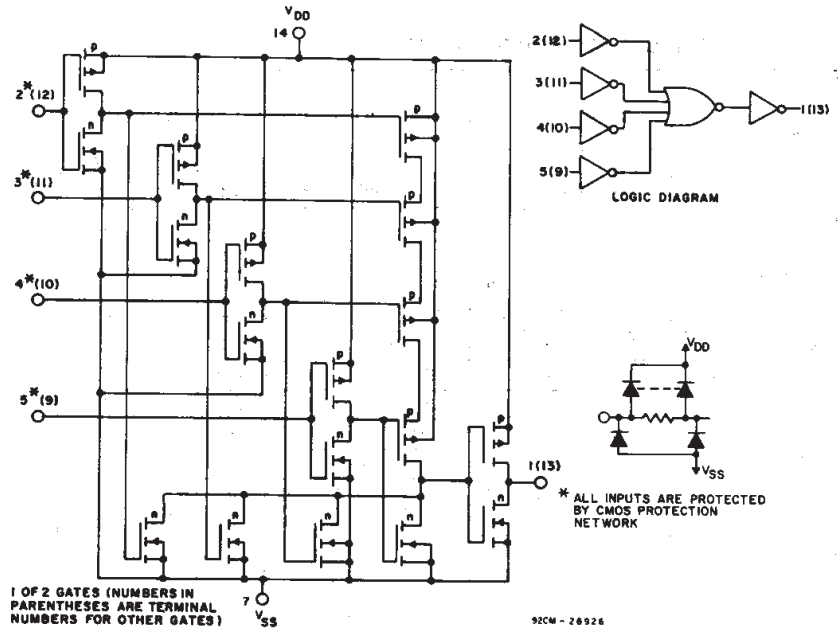 VDD
14
p
2*(12)
n
p
3*(11)
n
p
4*(10)
n
p
5*(9)
n
p
p
p
p
p
n
n
n
n
n
1(13)
7
VSS
1 OF 2 GATES (NUMBERS IN
PARENTHESES ARE TERMINAL
NUMBERS FOR OTHER GATES)
2(12)
3(11)
4(10)
5(9)
1(13)
LOGIC DIAGRAM
VDD
VSS
* ALL INPUTS ARE PROTECTED
BY CMOS PROTECTION
NETWORK
92CM-26926